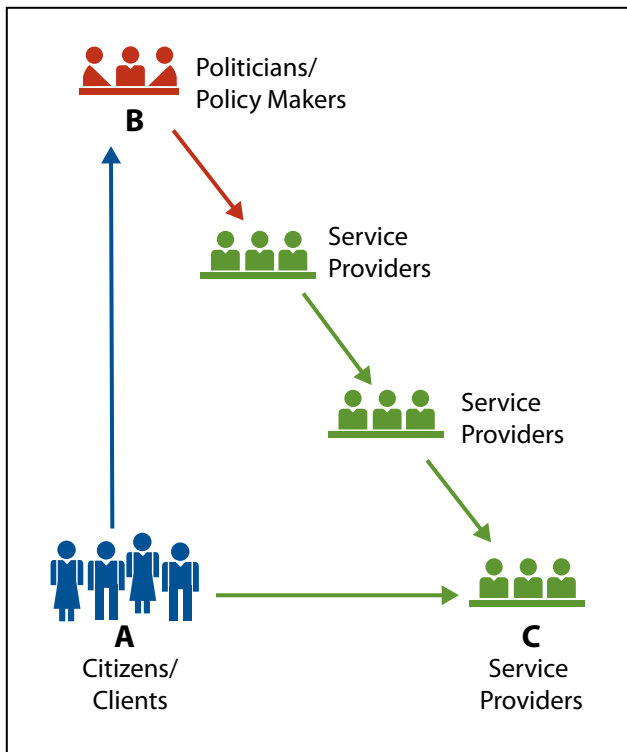 Politicians/
Policy Makers
B
Service
Providers
Service
Providers
A
Citizens/
Clients
C
Service
Providers